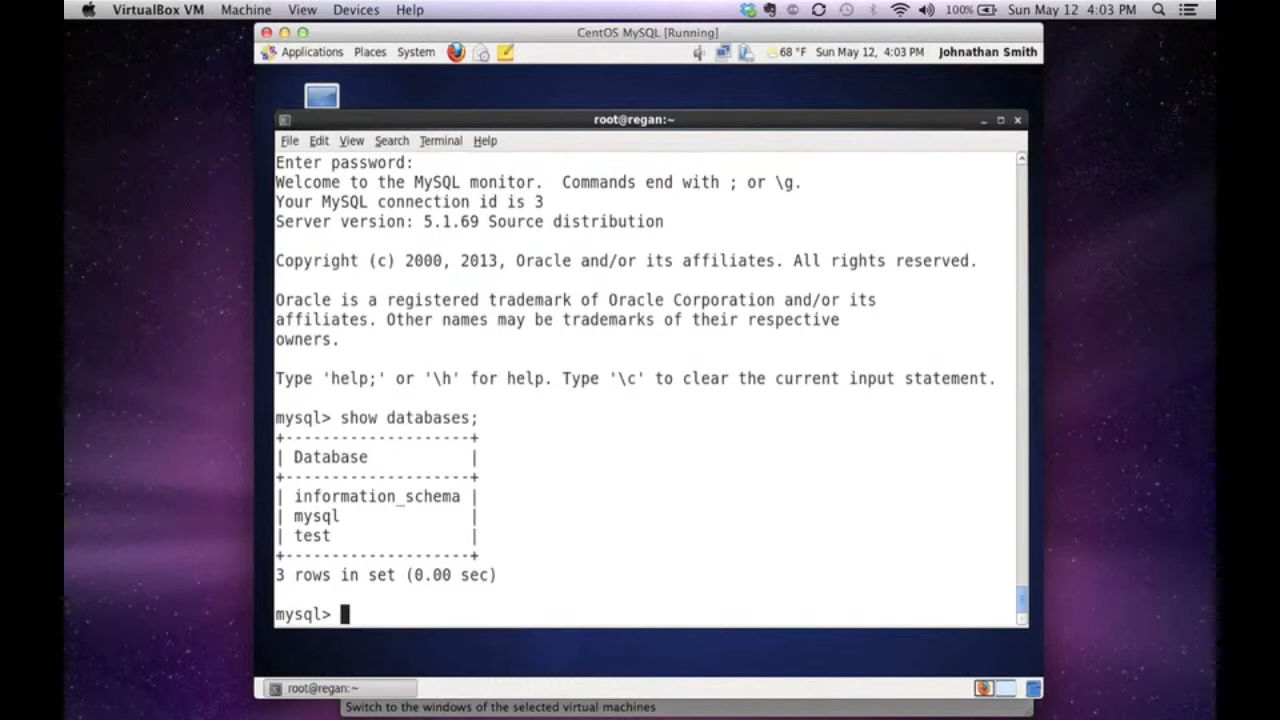 VirtualBox VM Machine View Devices Help 100% Sun May 12 4:03 PM
CentOS MySQL [Running]
Applications Places System 68 °F Sun May 12, 4:03 PM Johnathan Smith
root@regan:~
File Edit View Search Terminal Help
Enter password:
Welcome to the MySQL monitor.  Commands end with ; or \g.
Your MySQL connection id is 3
Server version: 5.1.69 Source distribution
Copyright (c) 2000, 2013, Oracle and/or its affiliates. All rights reserved.
Oracle is a registered trademark of Oracle Corporation and/or its
affiliates. Other names may be trademarks of their respective
owners.
Type 'help;' or '\h' for help. Type '\c' to clear the current input statement.
mysql> show databases;
+--------------------+
| Database           |
+--------------------+
| information_schema |
| mysql              |
| test               |
+--------------------+
3 rows in set (0.00 sec)
mysql>
root@regan:~
Switch to the windows of the selected virtual machines